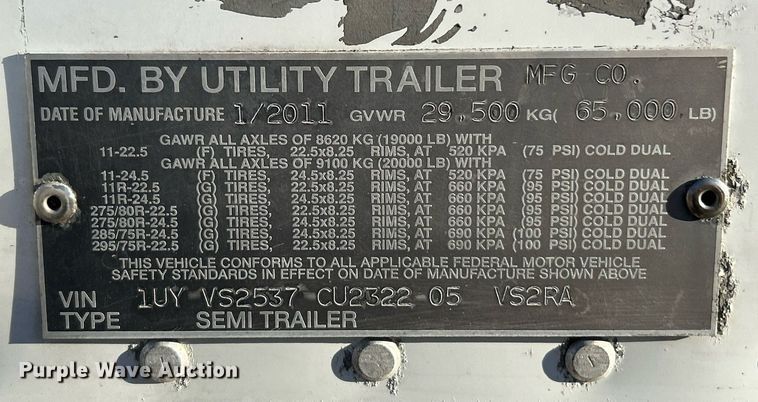 MFD. BY UTILITY TRAILER MFG CO.
DATE OF MANUFACTURE 1/2011 GVWR 29,500 KG( 65,000 LB)
GAWR ALL AXLES OF 8620 KG (19000 LB) WITH
11-22.5 (F) TIRES, 22.5x8.25 RIMS, AT 520 KPA (75 PSI) COLD DUAL
GAWR ALL AXLES OF 9100 KG (20000 LB) WITH
11-24.5 (F) TIRES, 24.5x8.25 RIMS, AT 520 KPA (75 PSI) COLD DUAL
11R-22.5 (G) TIRES, 22.5x8.25 RIMS, AT 660 KPA (95 PSI) COLD DUAL
11R-24.5 (G) TIRES, 24.5x8.25 RIMS, AT 660 KPA (95 PSI) COLD DUAL
275/80R-22.5 (G) TIRES, 22.5x8.25 RIMS, AT 660 KPA (95 PSI) COLD DUAL
275/80R-24.5 (G) TIRES, 24.5x8.25 RIMS, AT 660 KPA (95 PSI) COLD DUAL
285/75R-24.5 (G) TIRES, 24.5x8.25 RIMS, AT 690 KPA (100 PSI) COLD DUAL
295/75R-22.5 (G) TIRES, 22.5x8.25 RIMS, AT 690 KPA (100 PSI) COLD DUAL
THIS VEHICLE CONFORMS TO ALL APPLICABLE FEDERAL MOTOR VEHICLE
SAFETY STANDARDS IN EFFECT ON DATE OF MANUFACTURE SHOWN ABOVE
VIN 1UY VS2537 CU2322 05 VS2RA
TYPE SEMI TRAILER
Purple Wave Auction